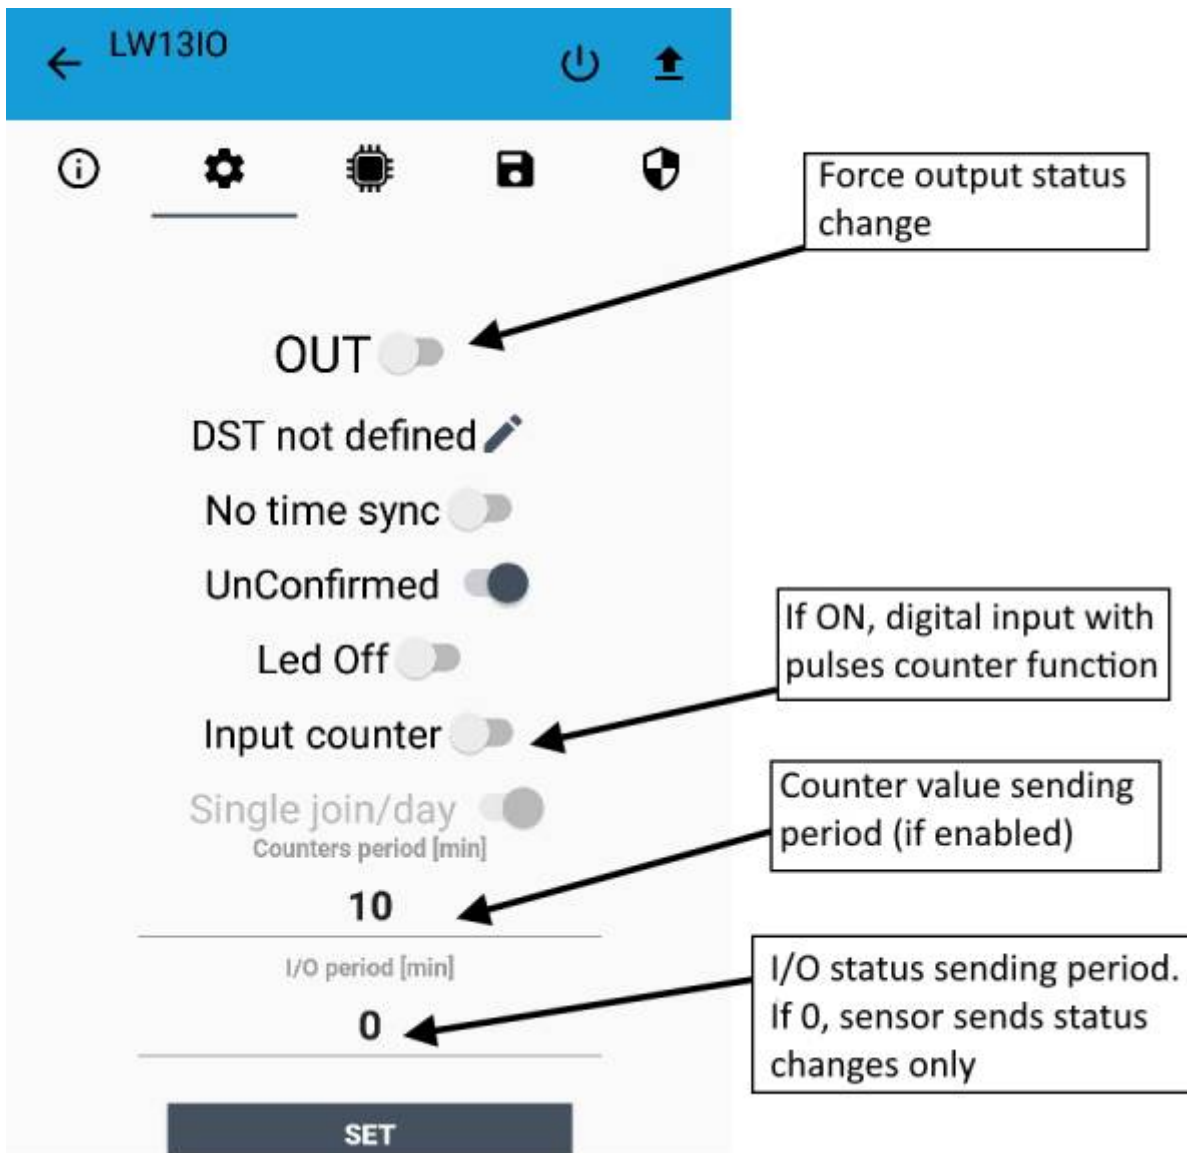 LW13IO
Force output status
change
OUT
DST not defined
No time sync
UnConfirmed
Led Off
If ON, digital input with
pulses counter function
Input counter
Single join/day
Counter value sending
period (if enabled)
Counters period [min]
10
I/O period [min]
I/O status sending period.
If 0, sensor sends status
changes only
0
SET